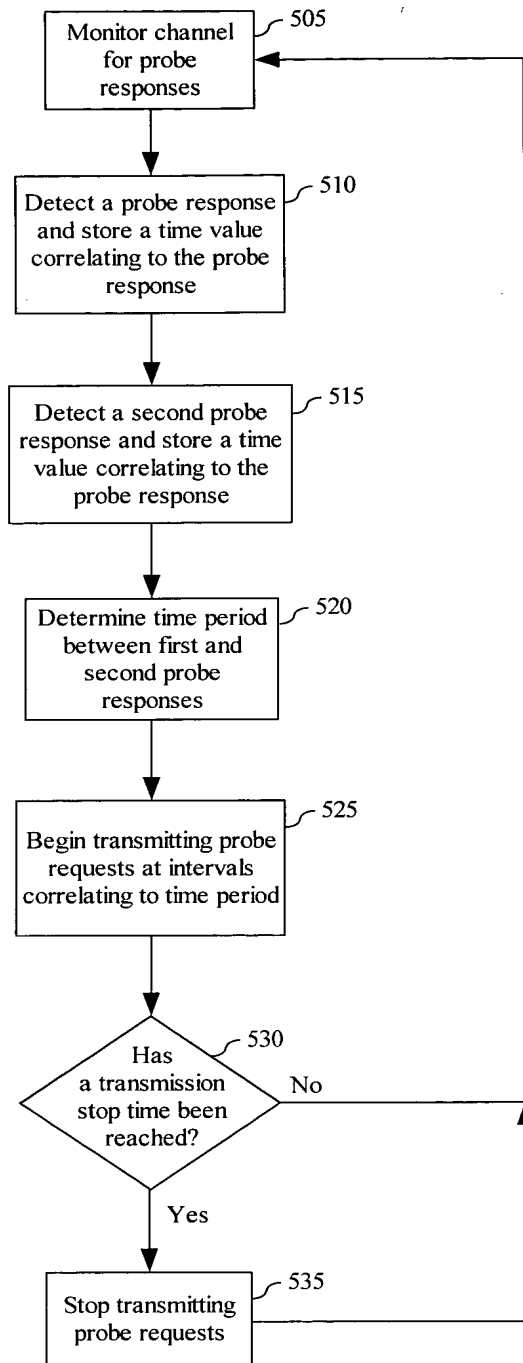 505
Monitor channel
for probe
responses
510
Detect a probe response
and store a time value
correlating to the probe
response
515
Detect a second probe
response and store a time
value correlating to the
probe response
520
Determine time period
between first and
second probe
responses
525
Begin transmitting probe
requests at intervals
correlating to time period
530
Has
a transmission
stop time been
reached?
No
Yes
535
Stop transmitting
probe requests